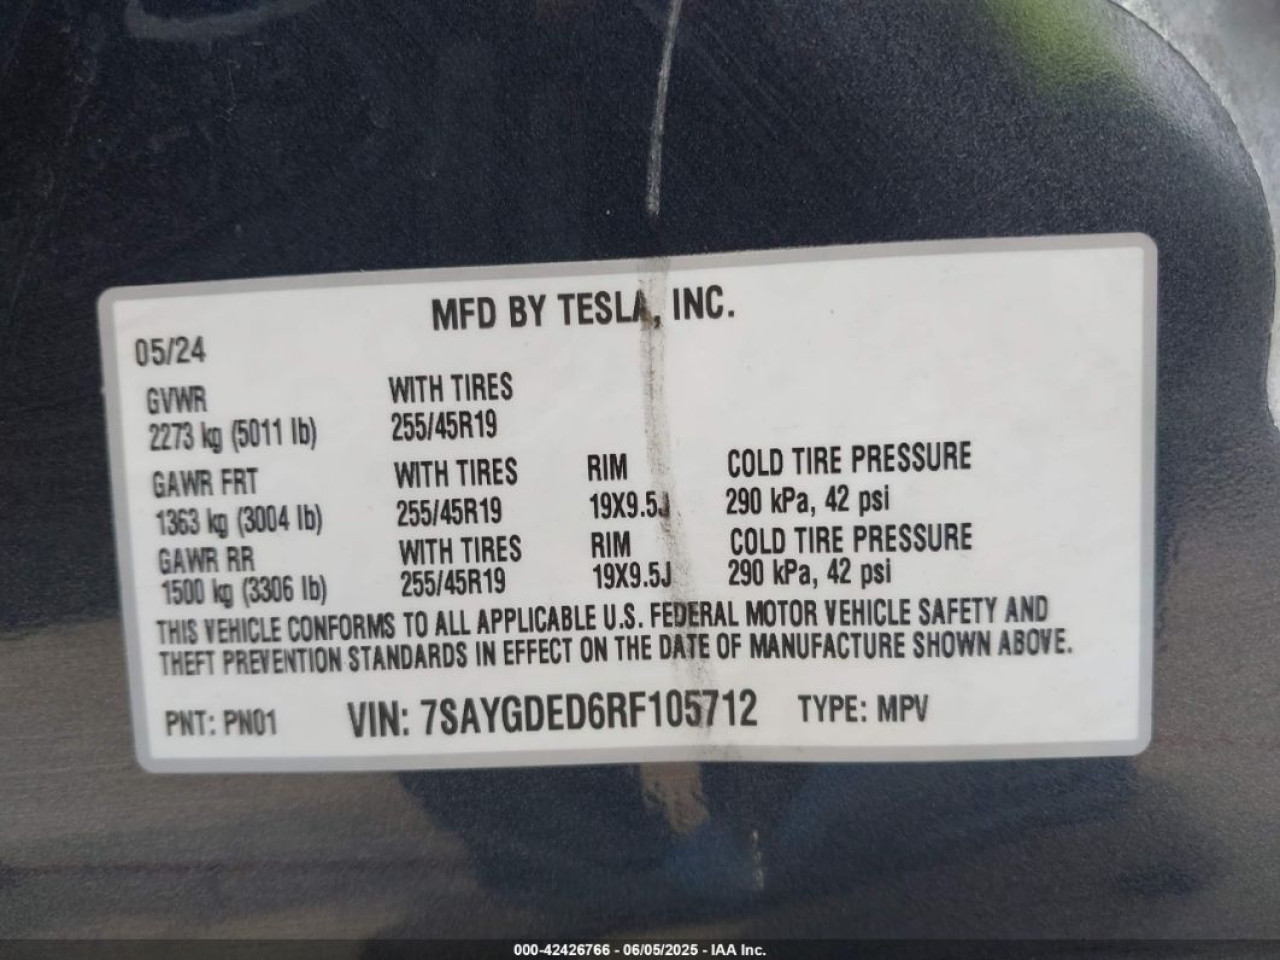 MFD BY TESLA, INC.
05/24
GVWR WITH TIRES
2273 kg (5011 lb) 255/45R19
GAWR FRT WITH TIRES RIM COLD TIRE PRESSURE
1363 kg (3004 lb) 255/45R19 19X9.5J 290 kPa, 42 psi
GAWR RR WITH TIRES RIM COLD TIRE PRESSURE
1500 kg (3306 lb) 255/45R19 19X9.5J 290 kPa, 42 psi
THIS VEHICLE CONFORMS TO ALL APPLICABLE U.S. FEDERAL MOTOR VEHICLE SAFETY AND
THEFT PREVENTION STANDARDS IN EFFECT ON THE DATE OF MANUFACTURE SHOWN ABOVE.
PNT: PN01 VIN: 7SAYGDED6RF105712 TYPE: MPV
000-42426766 - 06/05/2025 - IAA Inc.